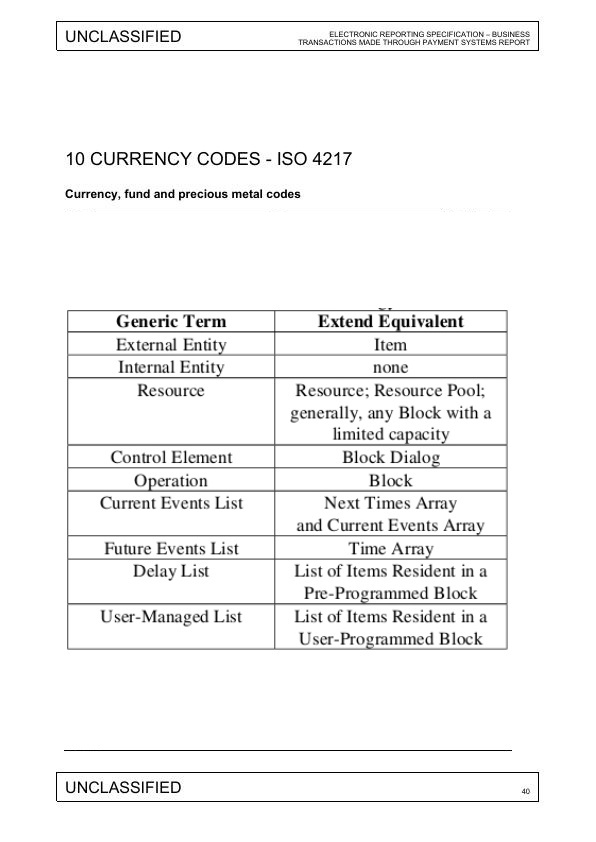 UNCLASSIFIED
ELECTRONIC REPORTING SPECIFICATION – BUSINESS
TRANSACTIONS MADE THROUGH PAYMENT SYSTEMS REPORT
10 CURRENCY CODES - ISO 4217
Currency, fund and precious metal codes
Generic Term Extend Equivalent
External Entity Item
Internal Entity none
Resource Resource; Resource Pool;
generally, any Block with a
limited capacity
Control Element Block Dialog
Operation Block
Current Events List Next Times Array
and Current Events Array
Future Events List Time Array
Delay List List of Items Resident in a
Pre-Programmed Block
User-Managed List List of Items Resident in a
User-Programmed Block
UNCLASSIFIED
40